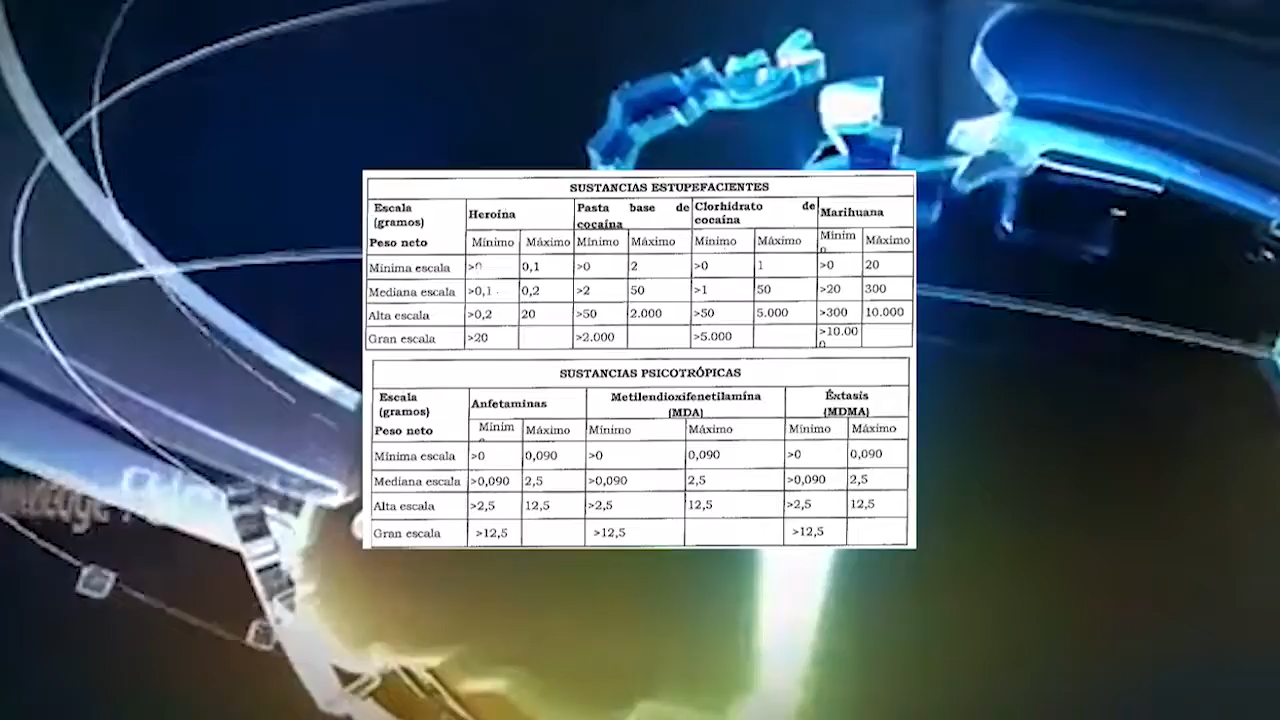 SUSTANCIAS ESTUPEFACIENTES
Escala (gramos) Peso neto Heroína Pasta base de cocaína Clorhidrato de cocaína Marihuana
Mínimo Máximo Mínimo Máximo Mínimo Máximo Mínim o Máximo
Mínima escala >0 0,1 >0 2 >0 1 >0 20
Mediana escala >0,1 0,2 >2 50 >1 50 >20 300
Alta escala >0,2 20 >50 2.000 >50 5.000 >300 10.000
Gran escala >20 >2.000 >5.000 >10.00 0
SUSTANCIAS PSICOTRÓPICAS
Escala (gramos) Peso neto Anfetaminas Metilendioxifenetilamina (MDA) Éxtasis (MDMA)
Mínim o Máximo Mínimo Máximo Mínimo Máximo
Mínima escala >0 0,090 >0 0,090 >0 0,090
Mediana escala >0,090 2,5 >0,090 2,5 >0,090 2,5
Alta escala >2,5 12,5 >2,5 12,5 >2,5 12,5
Gran escala >12,5 >12,5 >12,5